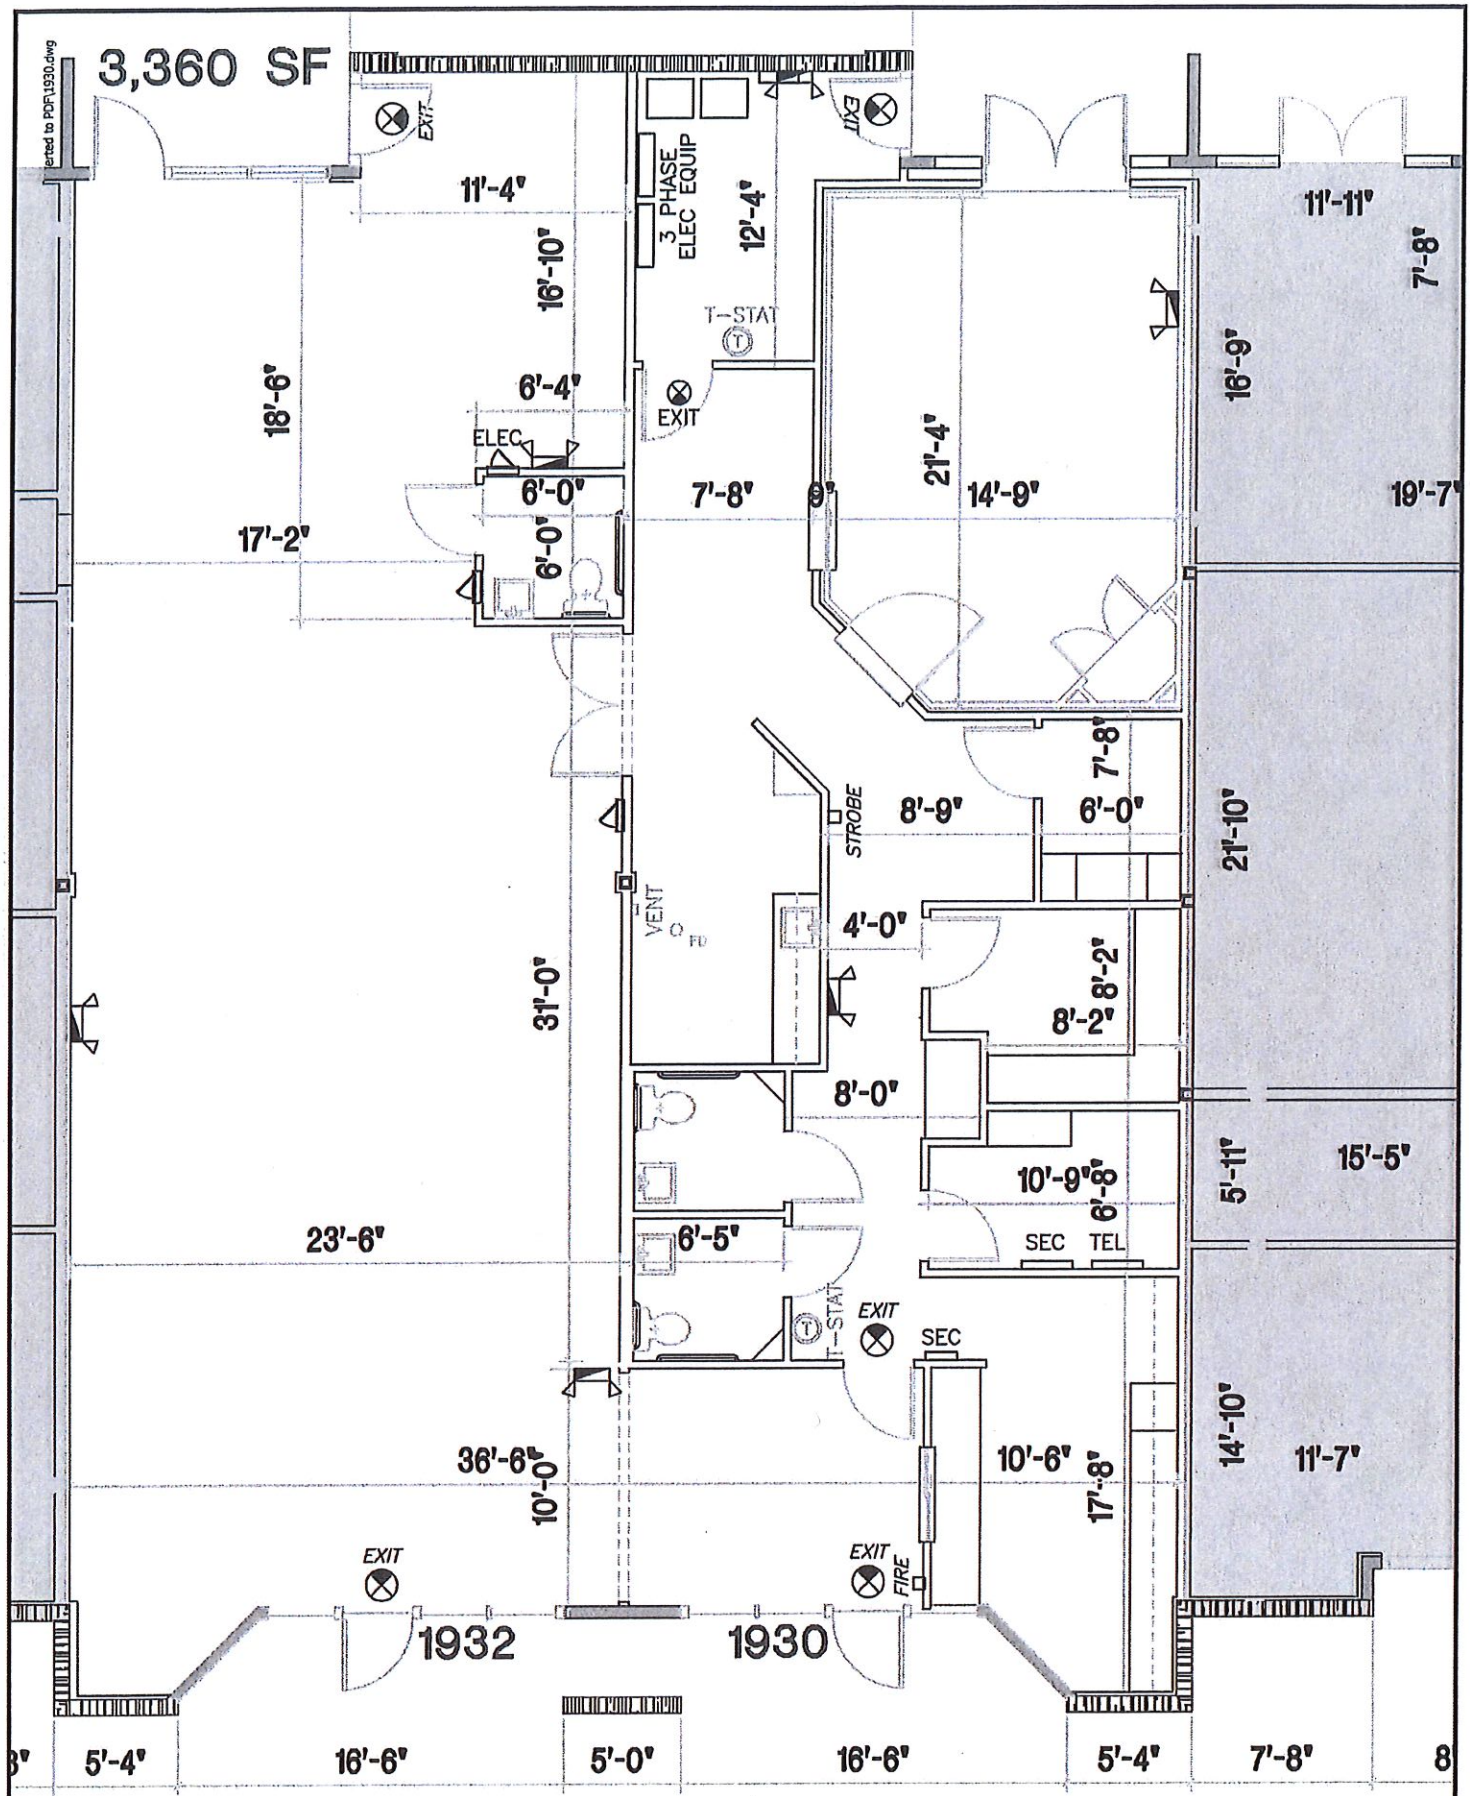 erted to PDF\1930.dwg
3,360 SF
EXIT
EXIT
3 PHASE
ELEC EQUIP
11'-4"
12'-4"
11'-11"
7'-8"
16'-10"
T-STAT
T
16'-9"
18'-6"
6'-4"
EXIT
ELEC
21'-4"
6'-0"
7'-8"
9"
14'-9"
19'-7"
17'-2"
6'-0"
7'-8"
STROBE
8'-9"
6'-0"
21'-10"
VENT
FD
4'-0"
8'-2"
31'-0"
8'-2"
8'-0"
5'-11"
15'-5"
10'-9"
6'-8"
23'-6"
6'-5"
SEC TEL
T-STAT
T
EXIT
SEC
36'-6"
10'-0"
10'-6"
17'-8"
14'-10"
11'-7"
EXIT
EXIT
FIRE
1932
1930
5'-4"
16'-6"
5'-0"
16'-6"
5'-4"
7'-8"
8